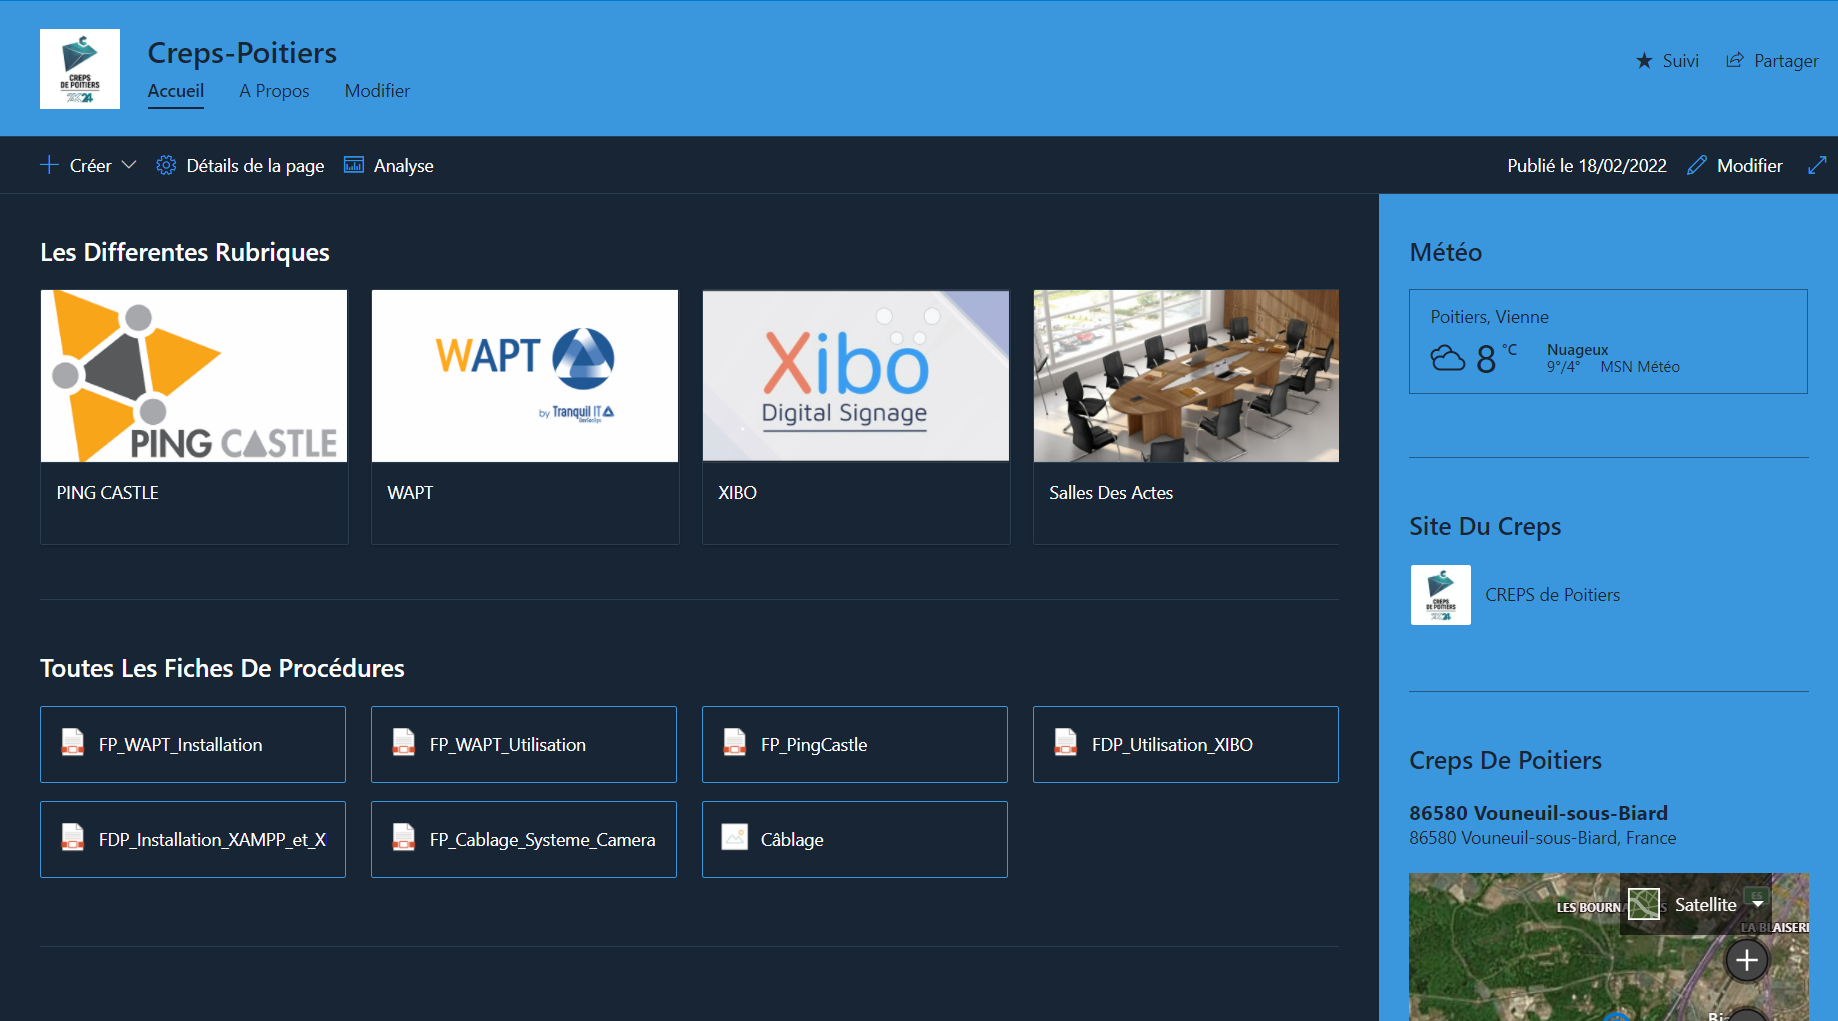 CREPS
DE POITIERS
Creps-Poitiers
Accueil
A Propos
Modifier
Suivi
Partager
Créer
Détails de la page
Analyse
Publié le 18/02/2022
Modifier
Les Differentes Rubriques
PING CASTLE
WAPT
by Tranquil IT
Xibo
Digital Signage
PING CASTLE
WAPT
XIBO
Salles Des Actes
Toutes Les Fiches De Procédures
FP_WAPT_Installation
FP_WAPT_Utilisation
FP_PingCastle
FDP_Utilisation_XIBO
FDP_Installation_XAMPP_et_X
FP_Cablage_Systeme_Camera
Câblage
Météo
Poitiers, Vienne
8 °C
Nuageux
9°/4° MSN Météo
Site Du Creps
CREPS
DE POITIERS
CREPS de Poitiers
Creps De Poitiers
86580 Vouneuil-sous-Biard
86580 Vouneuil-sous-Biard, France
LES BOURN
Satellite
LA BLAISERI